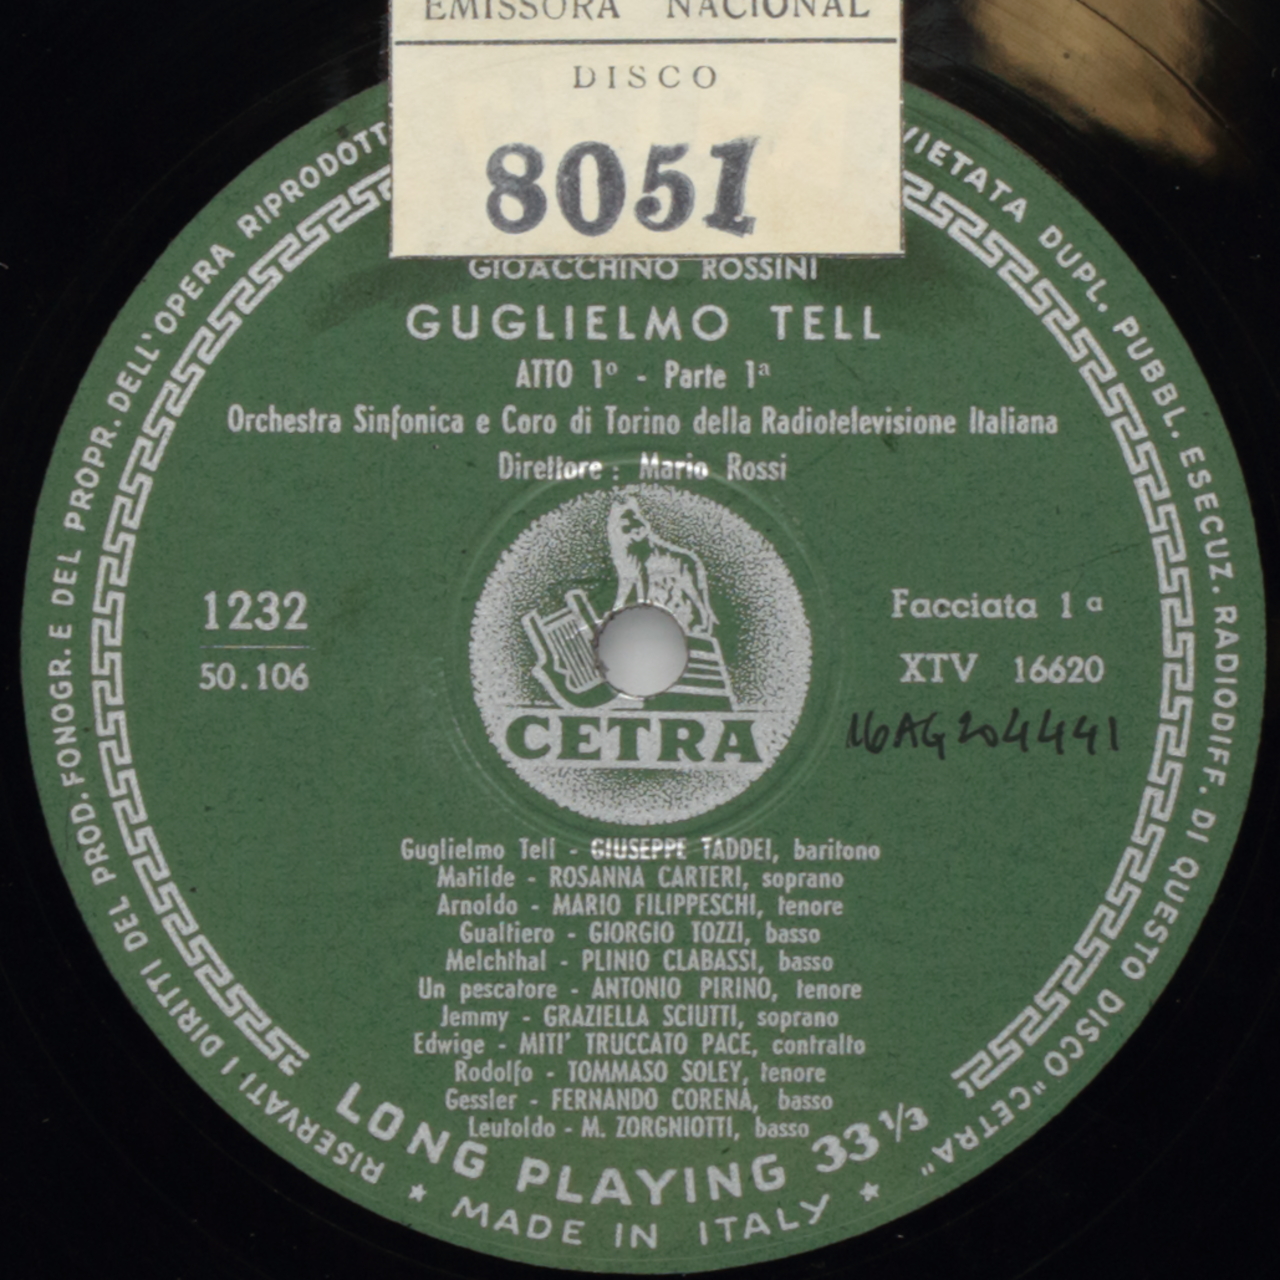 EMISSORA NACIONAL
DISCO
8051
GIOACCHINO ROSSINI
GUGLIELMO TELL
ATTO 1º - Parte 1ª
Orchestra Sinfonica e Coro di Torino della Radiotelevisione Italiana
Direttore : Mario Rossi
1232
50.106
Facciata 1ª
XTV 16620
16AG204441
CETRA
Guglielmo Tell - GIUSEPPE TADDEI, baritono
Matilde - ROSANNA CARTERI, soprano
Arnoldo - MARIO FILIPPESCHI, tenore
Gualtiero - GIORGIO TOZZI, basso
Melchthal - PLINIO CLABASSI, basso
Un pescatore - ANTONIO PIRINO, tenore
Jemmy - GRAZIELLA SCIUTTI, soprano
Edwige - MITI' TRUCCATO PACE, contralto
Rodolfo - TOMMASO SOLEY, tenore
Gessler - FERNANDO CORENA, basso
Leutoldo - M. ZORGNIOTTI, basso
LONG PLAYING 33 1/3
RISERVATI I DIRITTI DEL PROD. FONOGR. E DEL PROPR. DELL'OPERA RIPRODOTT
VIETATA DUPL. PUBBL. ESECUZ. RADIODIFF. DI QUESTO DISCO "CETRA"
★ MADE IN ITALY ★